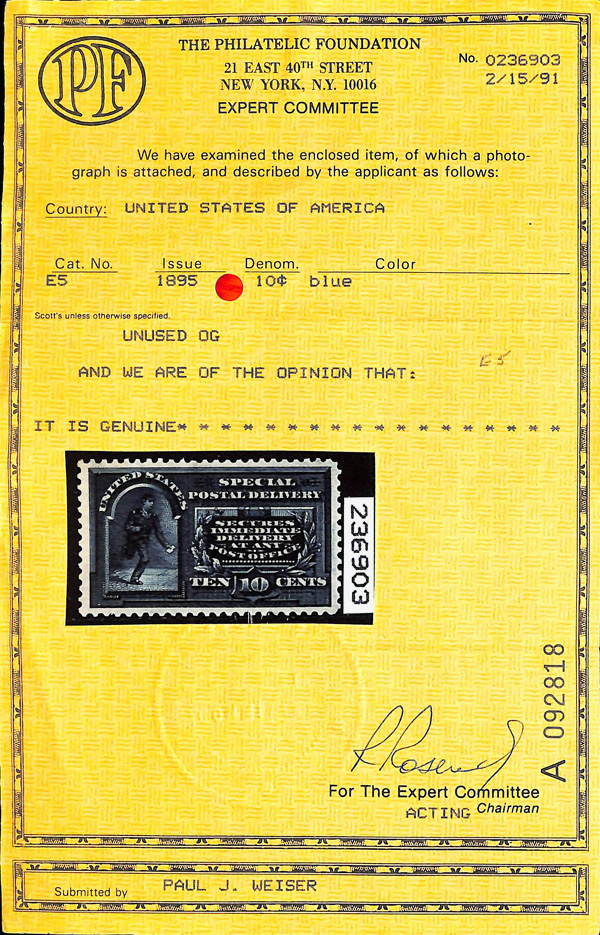 PF
THE PHILATELIC FOUNDATION
21 EAST 40TH STREET
NEW YORK, N.Y. 10016
EXPERT COMMITTEE
No. 0236903
2/15/91
We have examined the enclosed item, of which a photo-
graph is attached, and described by the applicant as follows:
Country: UNITED STATES OF AMERICA
Cat. No. Issue Denom. Color
E5 1895 10¢ blue
Scott's unless otherwise specified.
UNUSED OG
AND WE ARE OF THE OPINION THAT:
E5
IT IS GENUINE* * * * * * * * * * * * * * * * * *
UNITED STATES
SPECIAL
POSTAL DELIVERY
SECURES
IMMEDIATE
DELIVERY
AT ANY
POST OFFICE
TEN 10 CENTS
236903
A 092818
For The Expert Committee
ACTING Chairman
Submitted by PAUL J. WEISER